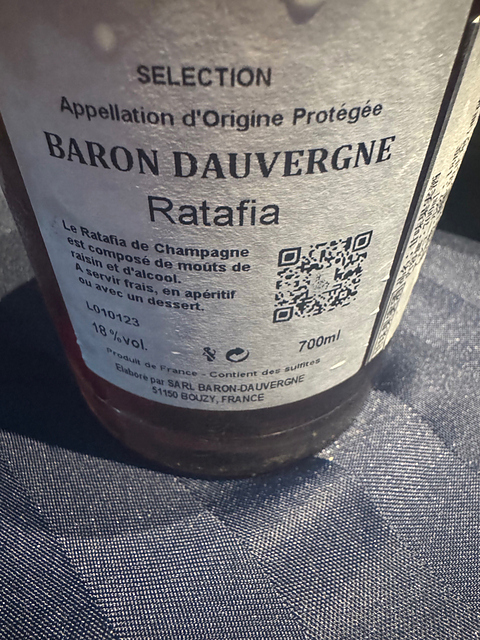 SELECTION
Appellation d'Origine Protégée
BARON DAUVERGNE
Ratafia
Le Ratafia de Champagne
est composé de moûts de
raisin et d'alcool.
A servir frais, en apéritif
ou avec un dessert.
L010123
18 %vol.
700ml
Produit de France - Contient des sulfites
Elaboré par SARL BARON-DAUVERGNE
51150 BOUZY, FRANCE